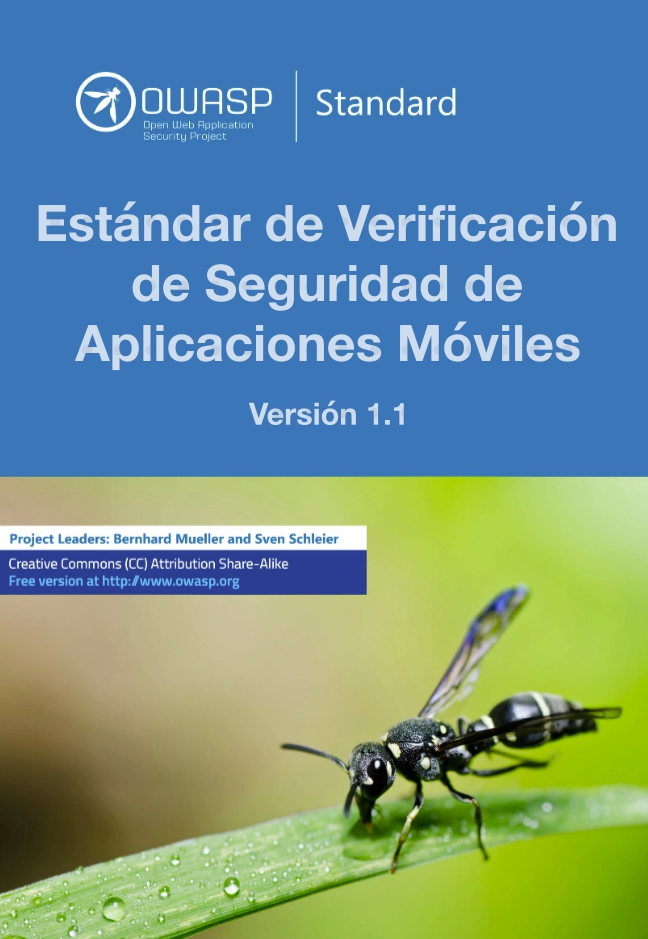 OWASP
Open Web Application
Security Project
Standard
Estándar de Verificación
de Seguridad de
Aplicaciones Móviles
Versión 1.1
Project Leaders: Bernhard Mueller and Sven Schleier
Creative Commons (CC) Attribution Share-Alike
Free version at http://www.owasp.org